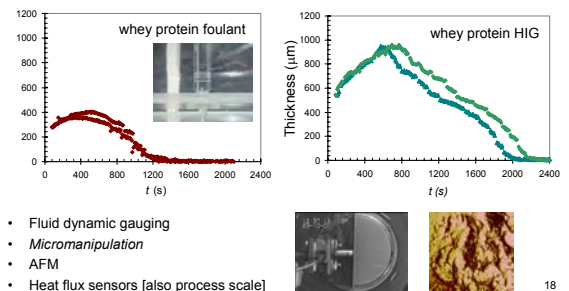 whey protein foulant
1200
1000
800
600
400
200
0
0 400 800 1200 1600 2000 2400
t (s)
whey protein HIG
Thickness (μm)
1200
1000
800
600
400
200
0
0 400 800 1200 1600 2000 2400
t (s)
• Fluid dynamic gauging
• Micromanipulation
• AFM
• Heat flux sensors [also process scale]
18